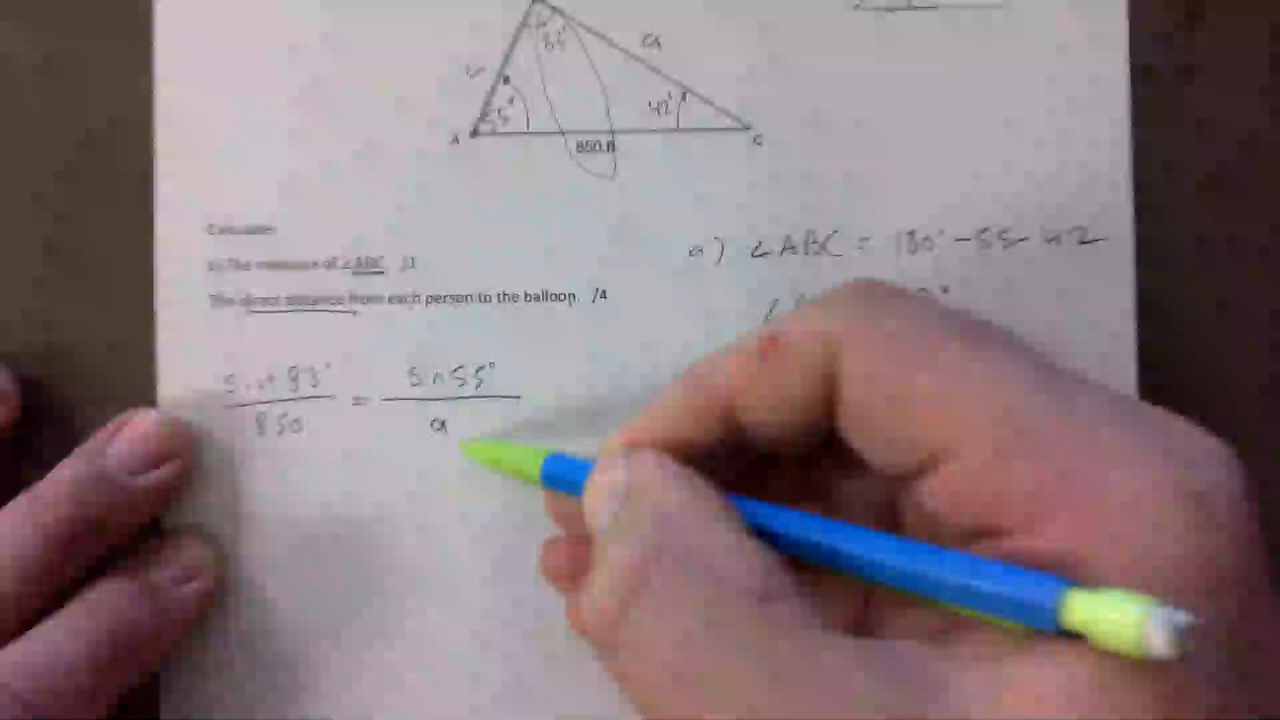 83°
a
55°
42°
A
850 ft
C
Calculate:
a) The measure of ∠ABC /1
The direct distance from each person to the balloon. /4
a) ∠ABC = 180° - 55 - 42
∠
sin 83° = sin 55°
850 a